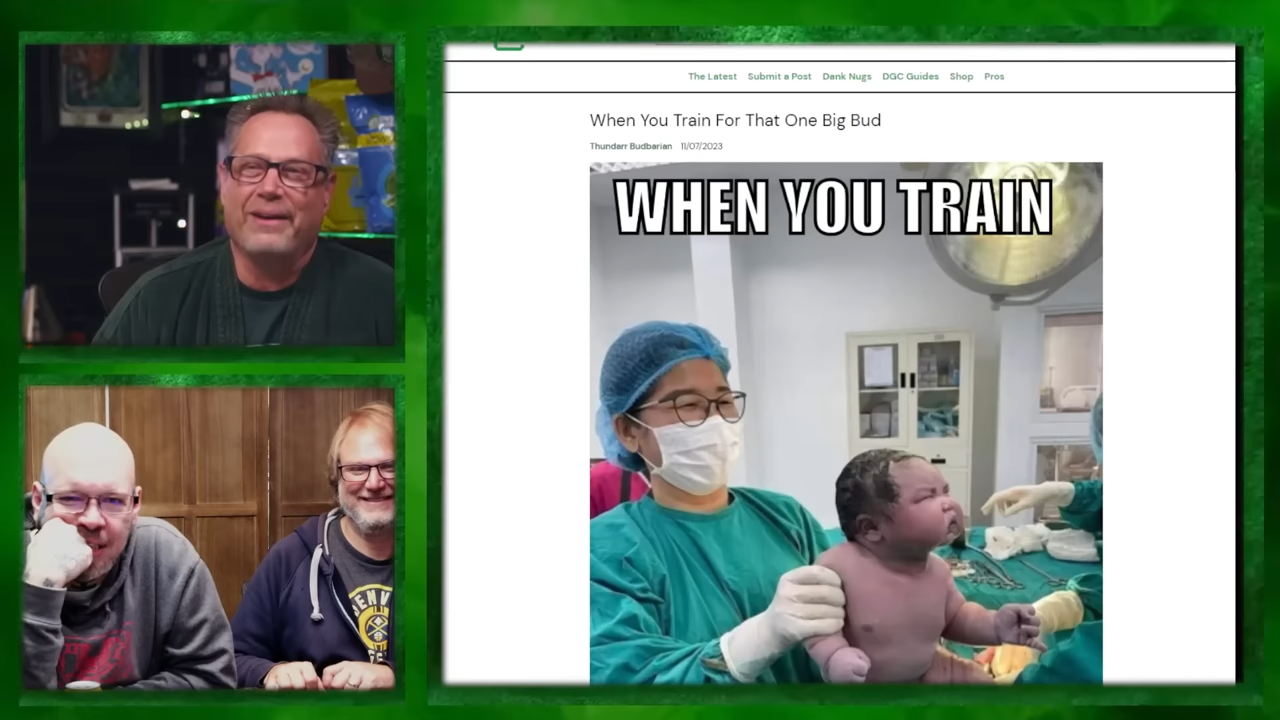 The Latest Submit a Post Dank Nugs DGC Guides Shop Pros
When You Train For That One Big Bud
Thundarr Budbarian 11/07/2023
WHEN YOU TRAIN